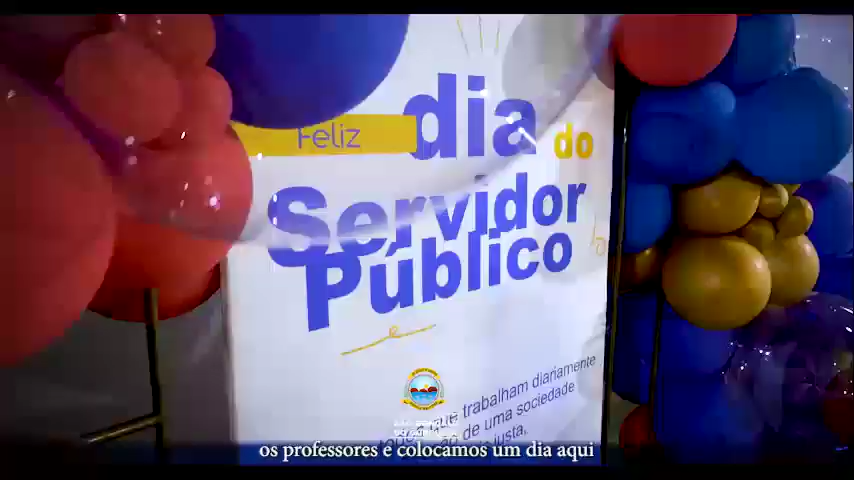 Feliz
dia
do
Servidor
Público
que trabalham diariamente
de uma sociedade
justa,
os professores e colocamos um dia aqui